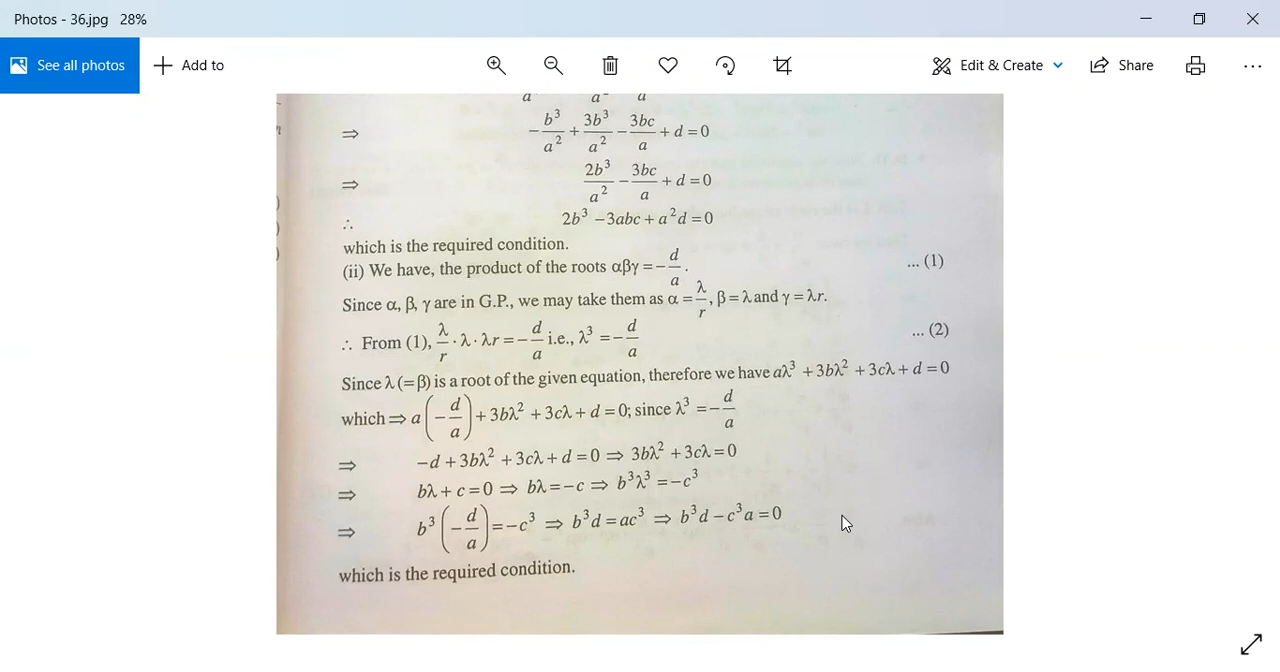 Photos - 36.jpg 28%
See all photos
Add to
Edit & Create
Share
a a² a
⇒ −b³/a² + 3b³/a² − 3bc/a + d = 0
⇒ 2b³/a² − 3bc/a + d = 0
∴ 2b³ − 3abc + a²d = 0
which is the required condition.
(ii) We have, the product of the roots αβγ = −d/a. ... (1)
Since α, β, γ are in G.P., we may take them as α = λ/r, β = λ and γ = λr.
∴ From (1), λ/r · λ · λr = −d/a i.e., λ³ = −d/a ... (2)
Since λ (= β) is a root of the given equation, therefore we have aλ³ + 3bλ² + 3cλ + d = 0
which ⇒ a(−d/a) + 3bλ² + 3cλ + d = 0; since λ³ = −d/a
⇒ −d + 3bλ² + 3cλ + d = 0 ⇒ 3bλ² + 3cλ = 0
⇒ bλ + c = 0 ⇒ bλ = −c ⇒ b³λ³ = −c³
⇒ b³(−d/a) = −c³ ⇒ b³d = ac³ ⇒ b³d − c³a = 0
which is the required condition.